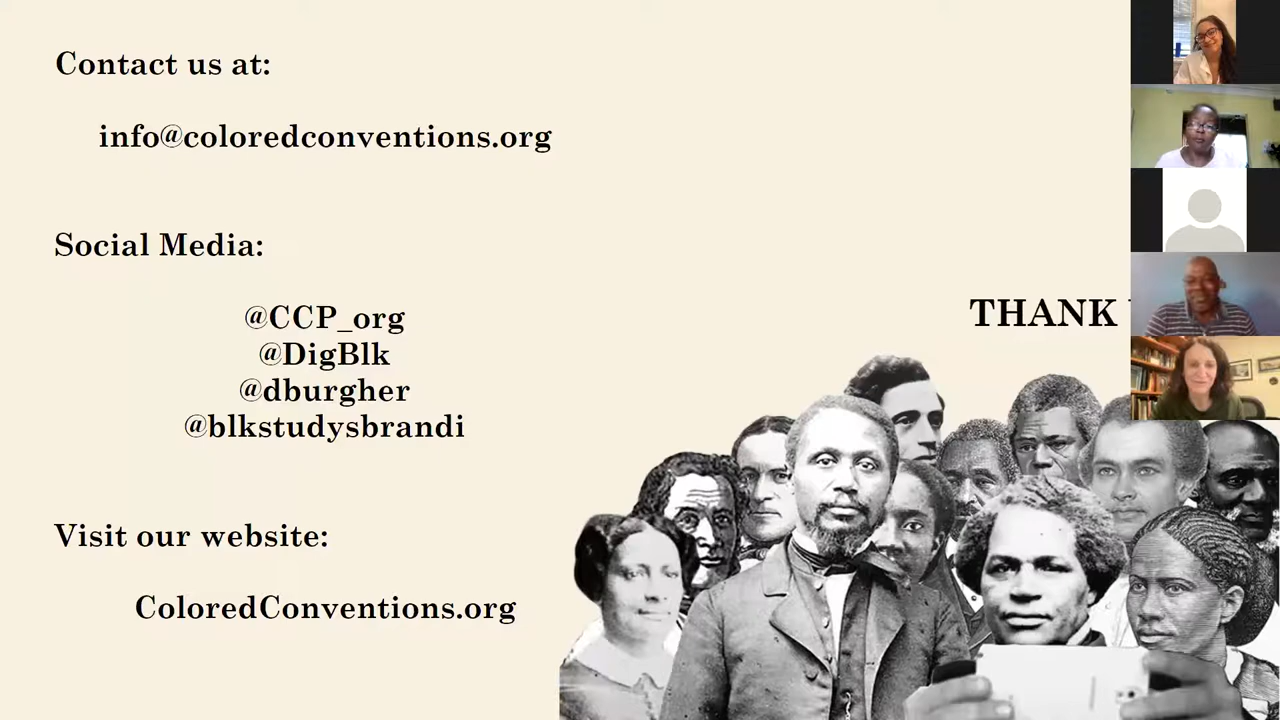 Contact us at:
info@coloredconventions.org
Social Media:
@CCP_org
@DigBlk
@dburgher
@blkstudysbrandi
THANK
Visit our website:
ColoredConventions.org